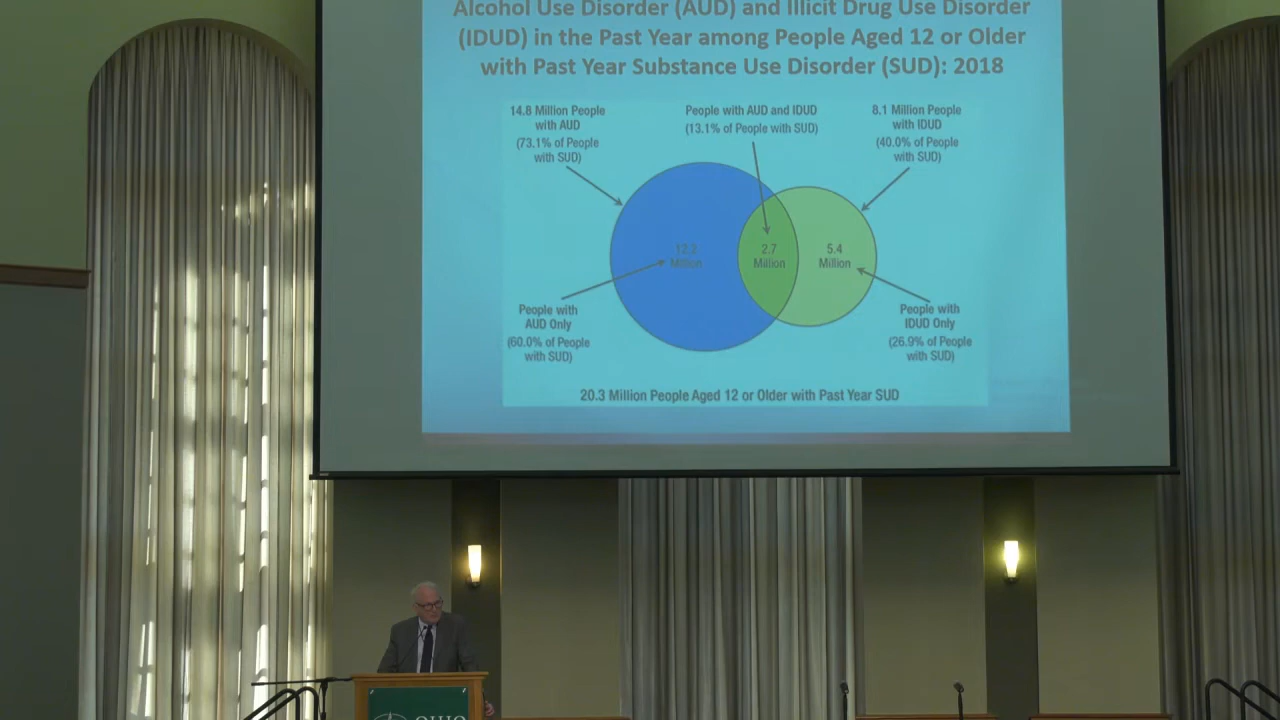 Alcohol Use Disorder (AUD) and Illicit Drug Use Disorder
(IDUD) in the Past Year among People Aged 12 or Older
with Past Year Substance Use Disorder (SUD): 2018
14.8 Million People
with AUD
(73.1% of People
with SUD)
People with AUD and IDUD
(13.1% of People with SUD)
8.1 Million People
with IDUD
(40.0% of People
with SUD)
12.2
Million
2.7
Million
5.4
Million
People with
AUD Only
(60.0% of People
with SUD)
People with
IDUD Only
(26.9% of People
with SUD)
20.3 Million People Aged 12 or Older with Past Year SUD
OHIO